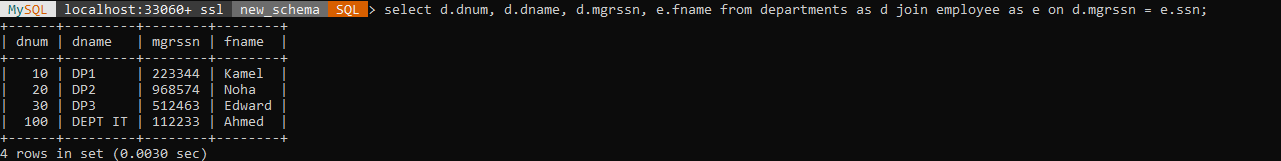 MySQL localhost:33060+ ssl new_schema SQL > select d.dnum, d.dname, d.mgrssn, e.fname from departments as d join employee as e on d.mgrssn = e.ssn;
+------+---------+--------+--------+
| dnum | dname   | mgrssn | fname  |
+------+---------+--------+--------+
|   10 | DP1     | 223344 | Kamel  |
|   20 | DP2     | 968574 | Noha   |
|   30 | DP3     | 512463 | Edward |
|  100 | DEPT IT | 112233 | Ahmed  |
+------+---------+--------+--------+
4 rows in set (0.0030 sec)